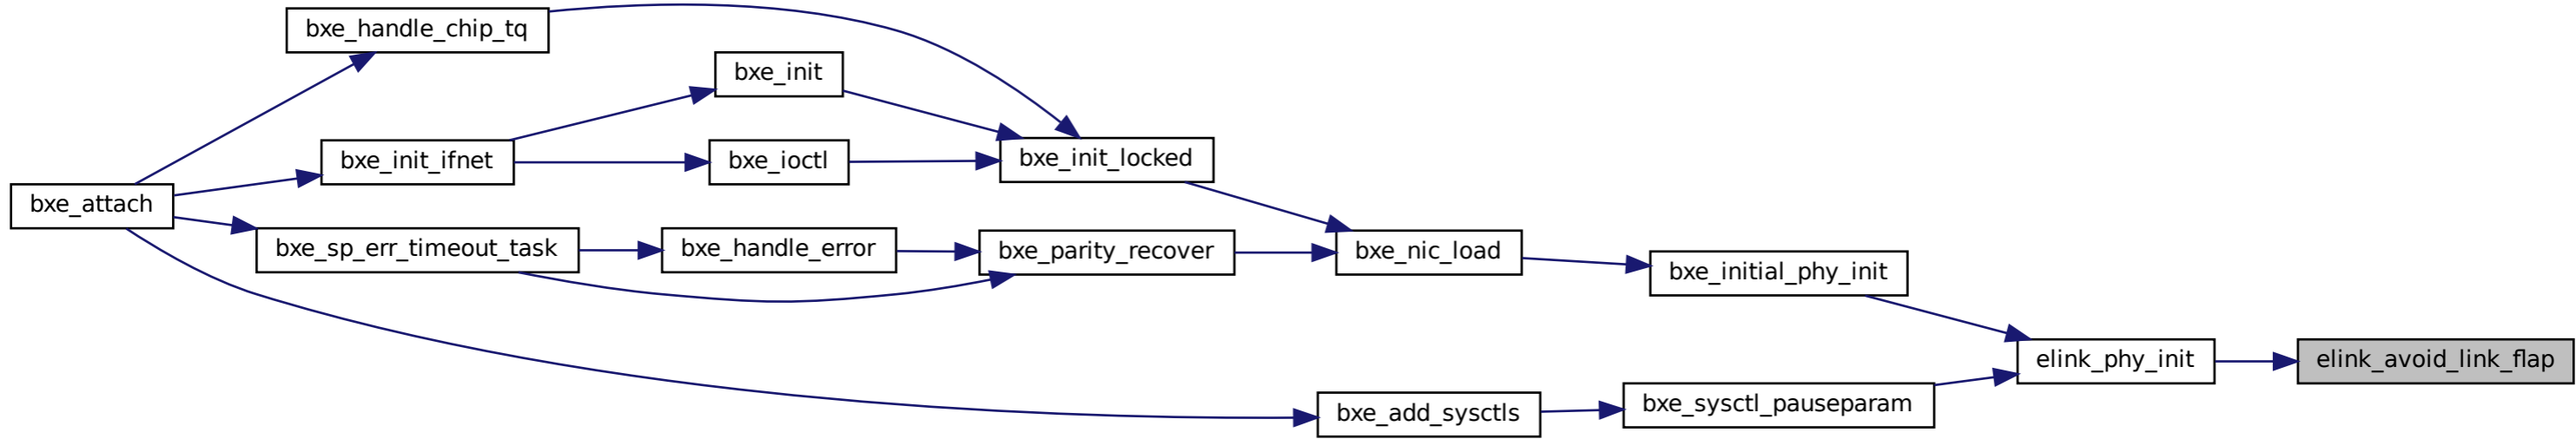 bxe_handle_chip_tq
bxe_init
bxe_init_ifnet
bxe_ioctl
bxe_init_locked
bxe_attach
bxe_sp_err_timeout_task
bxe_handle_error
bxe_parity_recover
bxe_nic_load
bxe_initial_phy_init
elink_phy_init
elink_avoid_link_flap
bxe_add_sysctls
bxe_sysctl_pauseparam